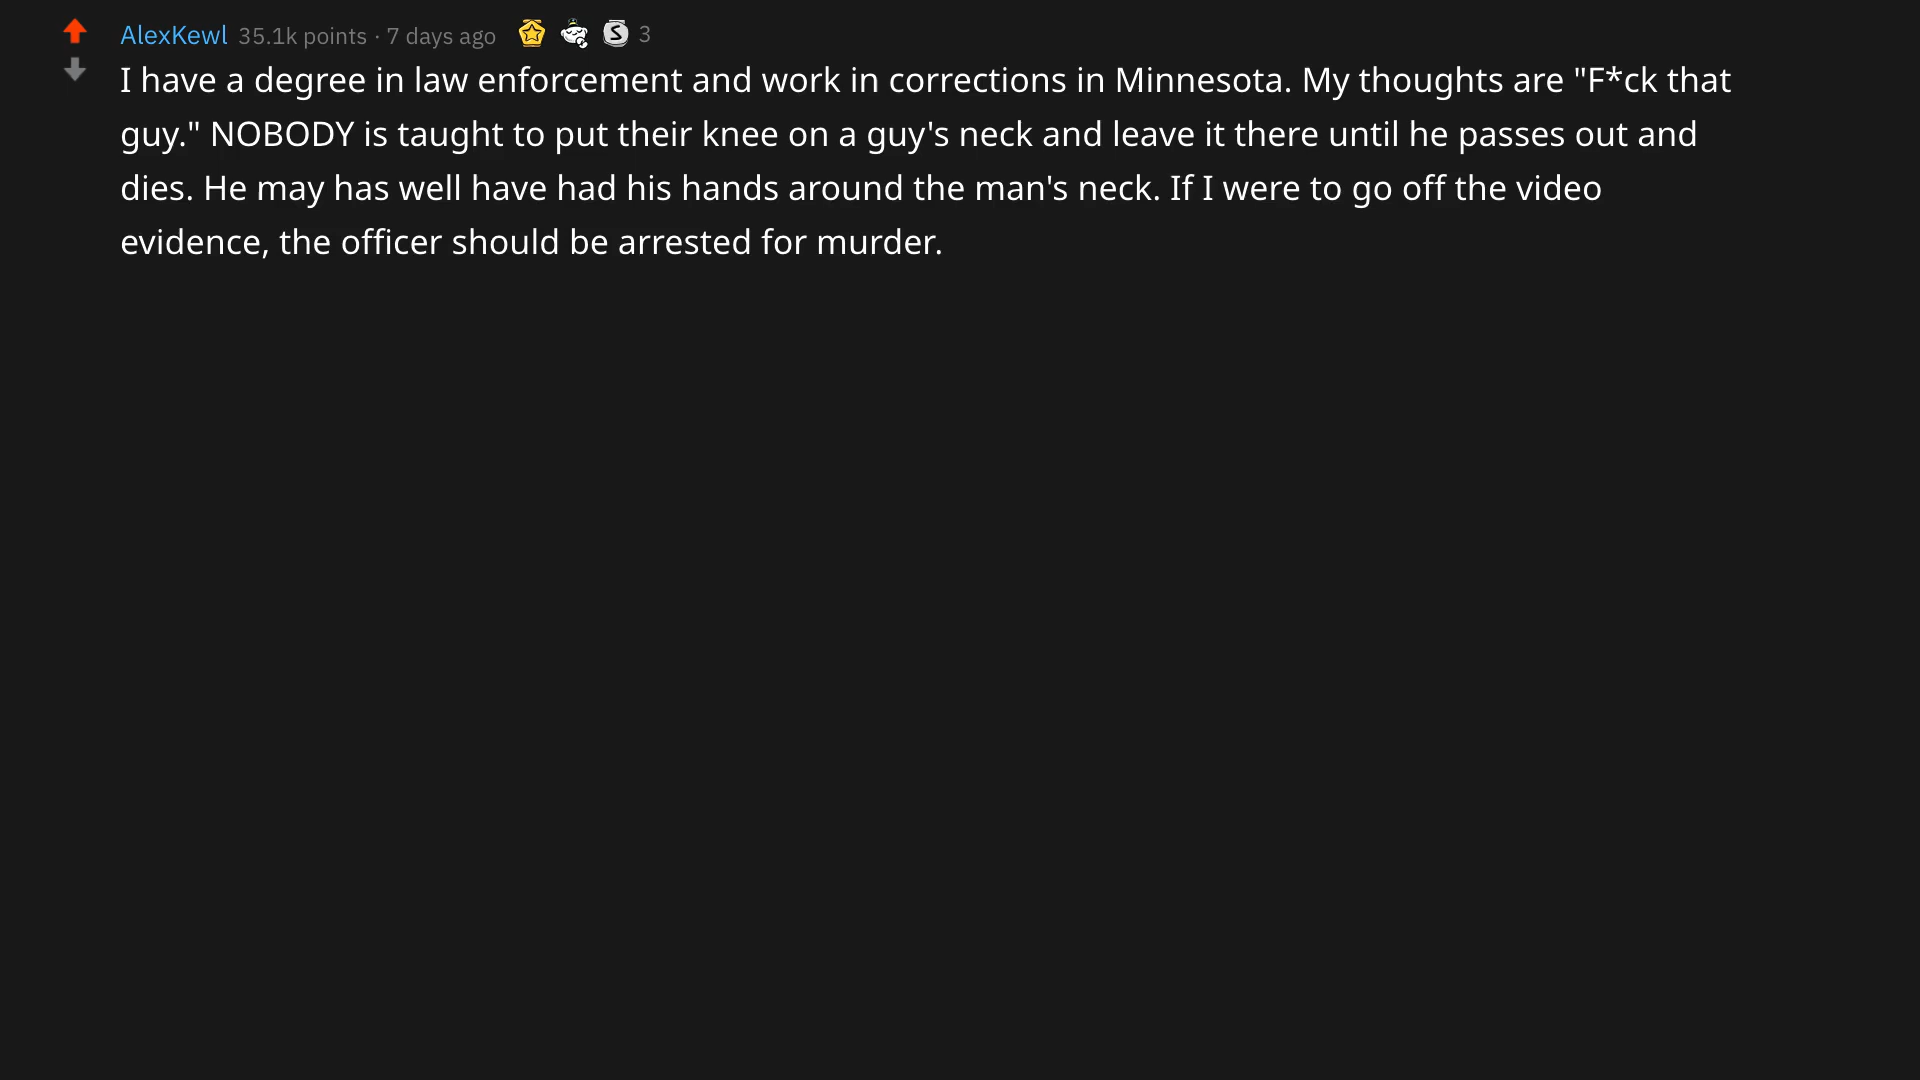 AlexKewl 35.1k points · 7 days ago S 3
I have a degree in law enforcement and work in corrections in Minnesota. My thoughts are "F*ck that
guy." NOBODY is taught to put their knee on a guy's neck and leave it there until he passes out and
dies. He may has well have had his hands around the man's neck. If I were to go off the video
evidence, the officer should be arrested for murder.